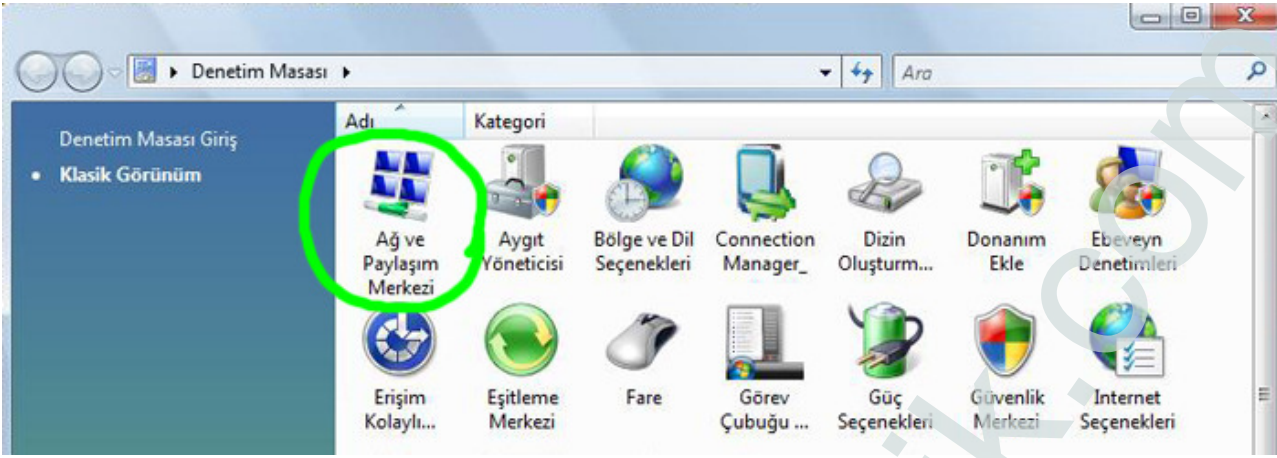 Denetim Masası
Ara
Denetim Masası Giriş
Klasik Görünüm
Adı Kategori
Ağ ve
Paylaşım
Merkezi
Aygıt
Yöneticisi
Bölge ve Dil
Seçenekleri
Connection
Manager_
Dizin
Oluşturm...
Donanım
Ekle
Ebeveyn
Denetimleri
Erişim
Kolaylı...
Eşitleme
Merkezi
Fare
Görev
Çubuğu ...
Güç
Seçenekleri
Güvenlik
Merkezi
Internet
Seçenekleri
ik.com